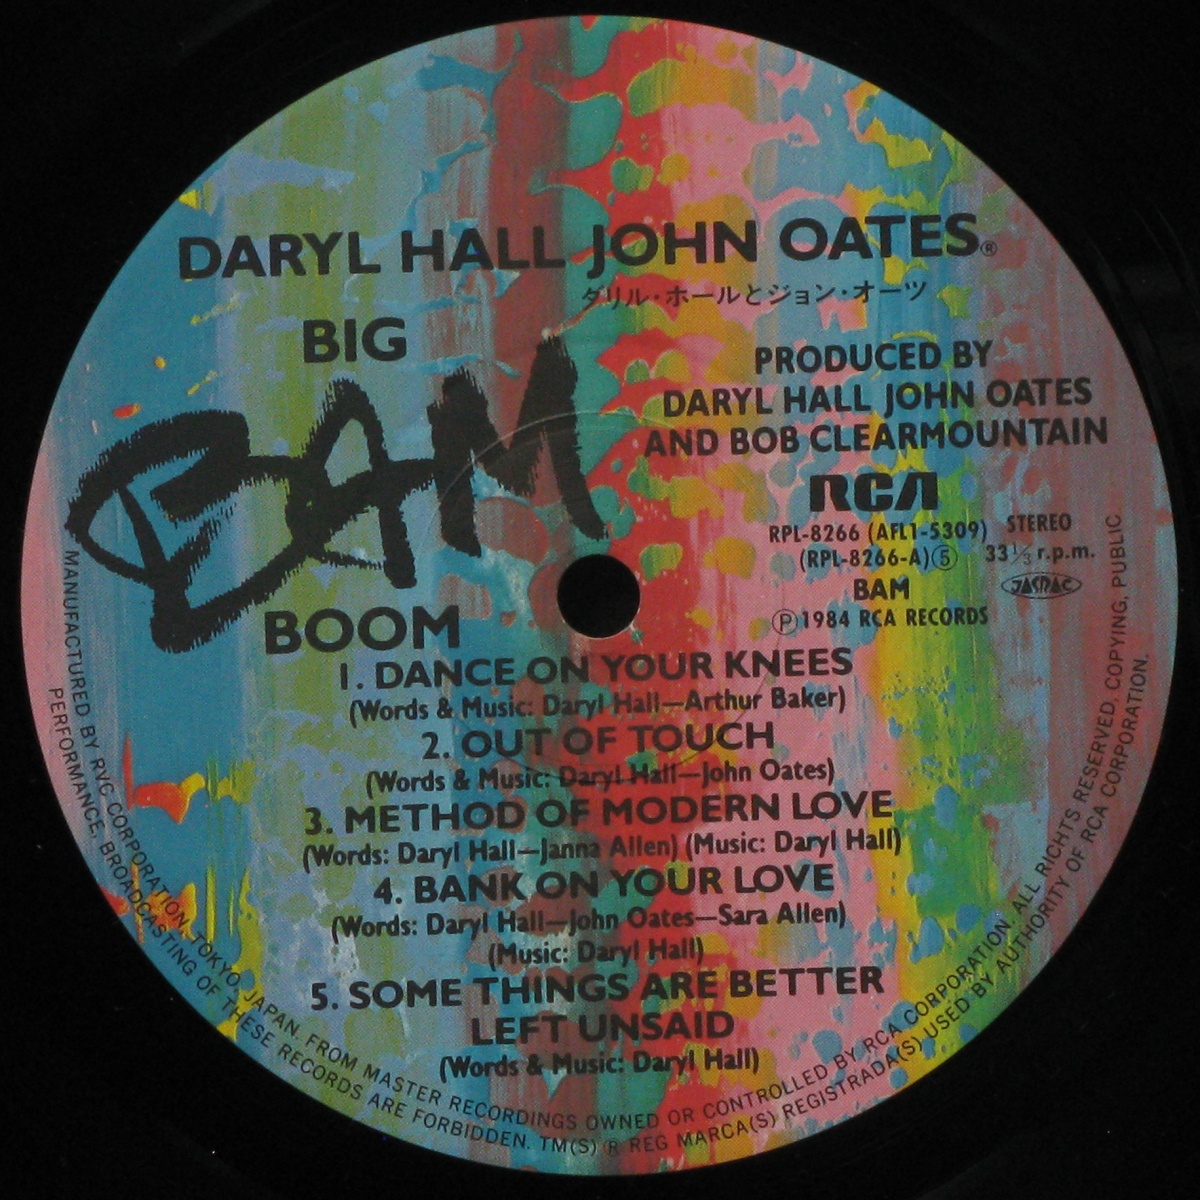 DARYL HALL JOHN OATES®
ダリル・ホールとジョン・オーツ
BIG
BAM
BOOM
PRODUCED BY
DARYL HALL JOHN OATES
AND BOB CLEARMOUNTAIN
RCA
RPL-8266 (AFL1-5309) STEREO
(RPL-8266-A)⑤ 33⅓ r.p.m.
BAM JASRAC
Ⓟ1984 RCA RECORDS
1. DANCE ON YOUR KNEES
(Words & Music: Daryl Hall—Arthur Baker)
2. OUT OF TOUCH
(Words & Music: Daryl Hall—John Oates)
3. METHOD OF MODERN LOVE
(Words: Daryl Hall—Janna Allen) (Music: Daryl Hall)
4. BANK ON YOUR LOVE
(Words: Daryl Hall—John Oates—Sara Allen)
(Music: Daryl Hall)
5. SOME THINGS ARE BETTER
LEFT UNSAID
(Words & Music: Daryl Hall)
MANUFACTURED BY RVC CORPORATION, TOKYO, JAPAN. FROM MASTER RECORDINGS OWNED OR CONTROLLED BY RCA CORPORATION. ALL RIGHTS RESERVED. COPYING, PUBLIC
PERFORMANCE, BROADCASTING OF THESE RECORDS ARE FORBIDDEN. TM(S) ® REG MARCA(S) REGISTRADA(S) USED BY AUTHORITY OF RCA CORPORATION.